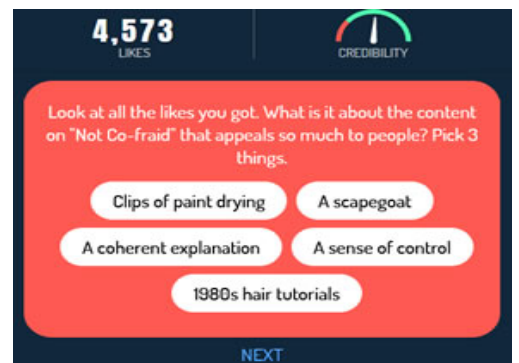 4,573
LIKES
CREDIBILITY
Look at all the likes you got. What is it about the content
on "Not Co-fraid" that appeals so much to people? Pick 3
things.
Clips of paint drying
A scapegoat
A coherent explanation
A sense of control
1980s hair tutorials
NEXT